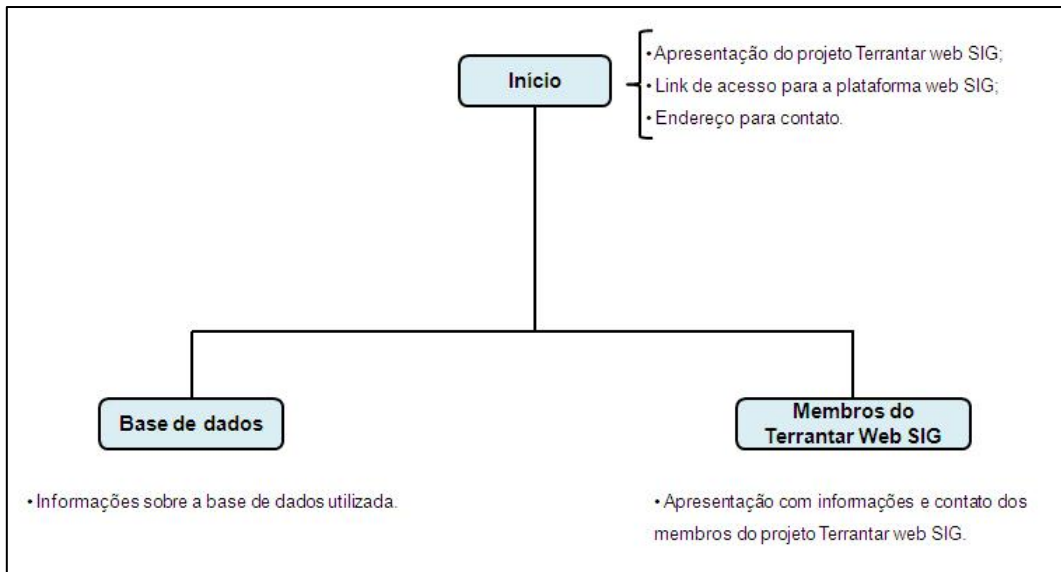 Início
• Apresentação do projeto Terrantar web SIG;
• Link de acesso para a plataforma web SIG;
• Endereço para contato.
Base de dados
• Informações sobre a base de dados utilizada.
Membros do
Terrantar Web SIG
• Apresentação com informações e contato dos
membros do projeto Terrantar web SIG.